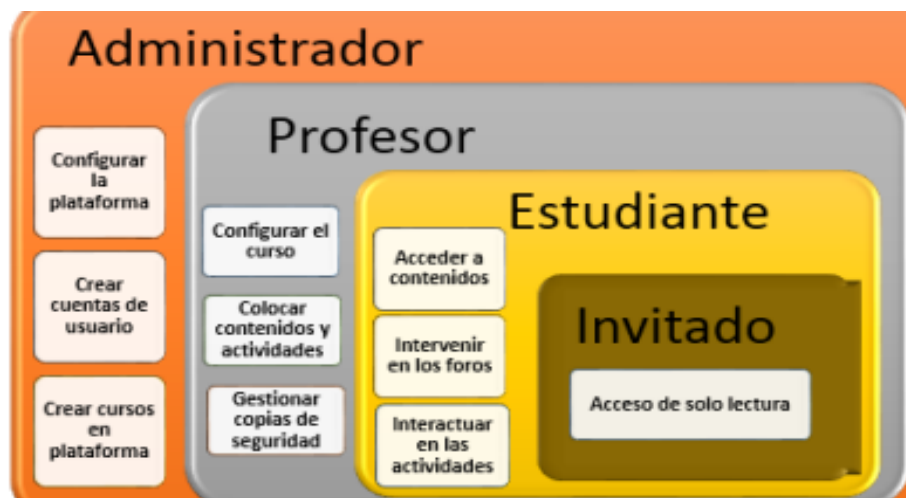 Administrador
Configurar
la
plataforma
Crear
cuentas de
usuario
Crear cursos
en
plataforma
Profesor
Configurar el
curso
Colocar
contenidos y
actividades
Gestionar
copias de
seguridad
Estudiante
Acceder a
contenidos
Intervenir
en los foros
Interactuar
en las
actividades
Invitado
Acceso de solo lectura